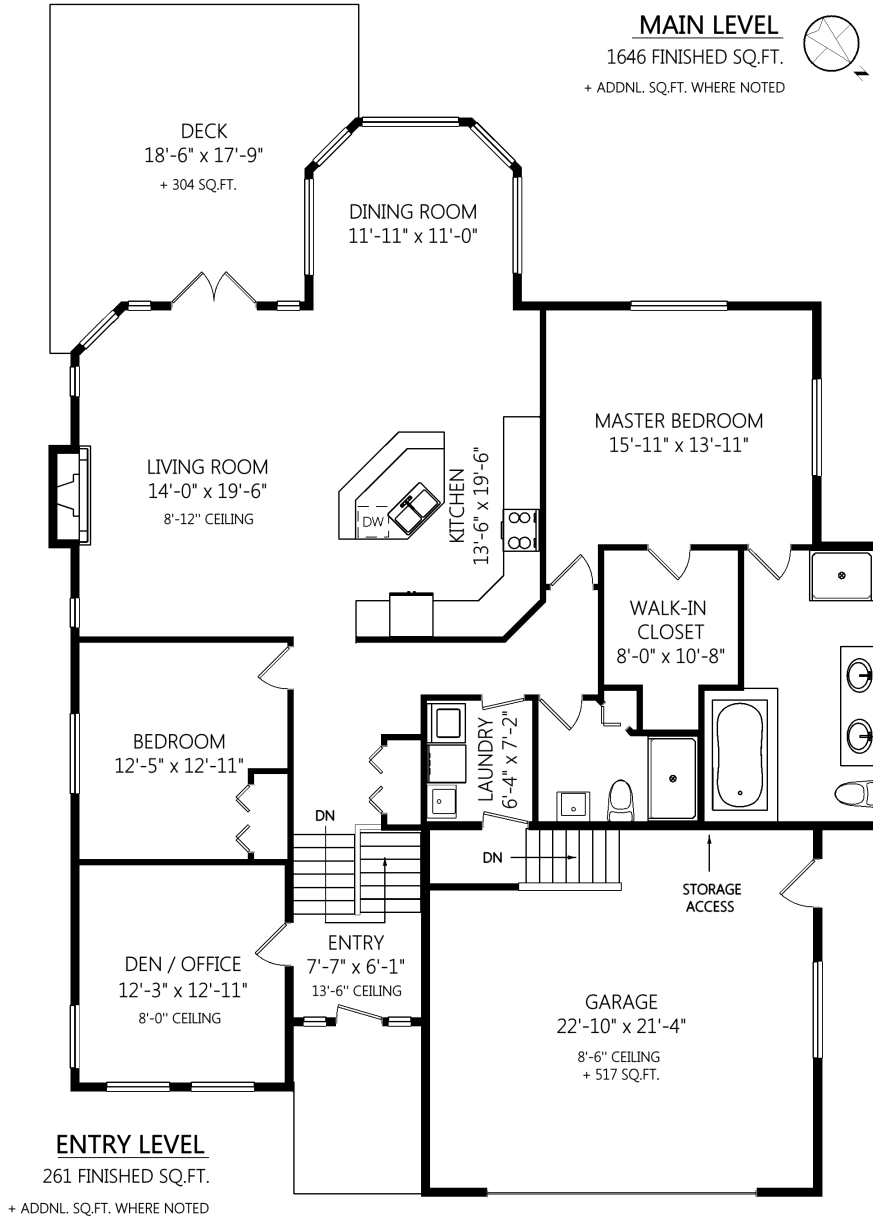 MAIN LEVEL
1646 FINISHED SQ.FT.
+ ADDNL. SQ.FT. WHERE NOTED
N
DECK
18'-6" x 17'-9"
+ 304 SQ.FT.
DINING ROOM
11'-11" x 11'-0"
MASTER BEDROOM
15'-11" x 13'-11"
LIVING ROOM
14'-0" x 19'-6"
8'-12" CEILING
DW
KITCHEN
13'-6" x 19'-6"
WALK-IN
CLOSET
8'-0" x 10'-8"
BEDROOM
12'-5" x 12'-11"
LAUNDRY
6'-4" x 7'-2"
DN
DN
STORAGE
ACCESS
ENTRY
7'-7" x 6'-1"
13'-6" CEILING
DEN / OFFICE
12'-3" x 12'-11"
8'-0" CEILING
GARAGE
22'-10" x 21'-4"
8'-6" CEILING
+ 517 SQ.FT.
ENTRY LEVEL
261 FINISHED SQ.FT.
+ ADDNL. SQ.FT. WHERE NOTED